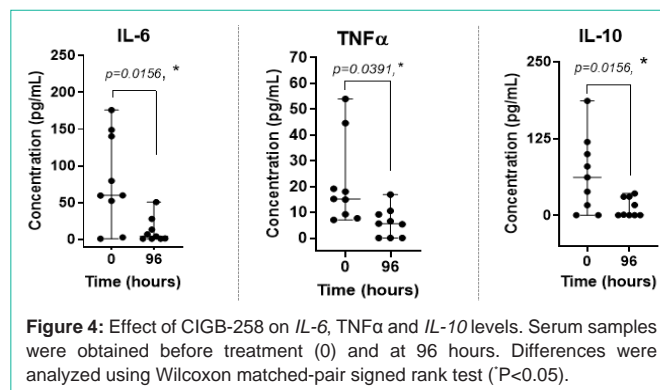 IL-6
Concentration (pg/mL)
250
200
150
100
50
0
p=0.0156, *
0 96
Time (hours)
TNFα
Concentration (pg/mL)
70
60
50
40
30
20
10
0
p=0.0391, *
0 96
Time (hours)
IL-10
Concentration (pg/mL)
250
125
0
p=0.0156, *
0 96
Time (hours)
Figure 4: Effect of CIGB-258 on IL-6, TNFα and IL-10 levels. Serum samples
were obtained before treatment (0) and at 96 hours. Differences were
analyzed using Wilcoxon matched-pair signed rank test (*P<0.05).